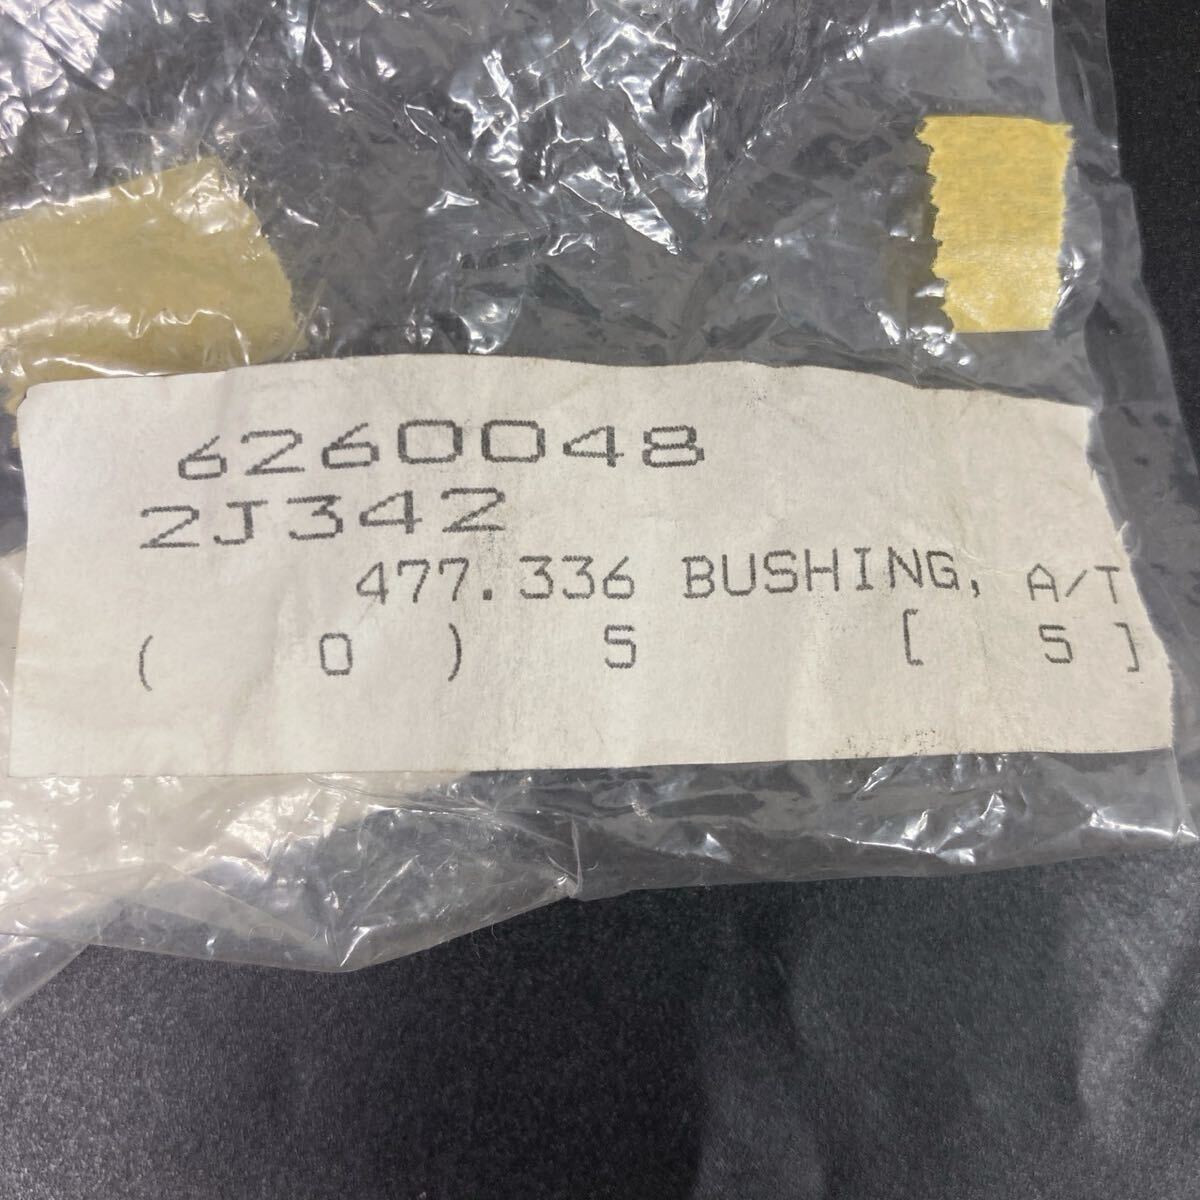 6260048
2J342
477.336 BUSHING, A/T
( 0 ) 5 [ 5 ]